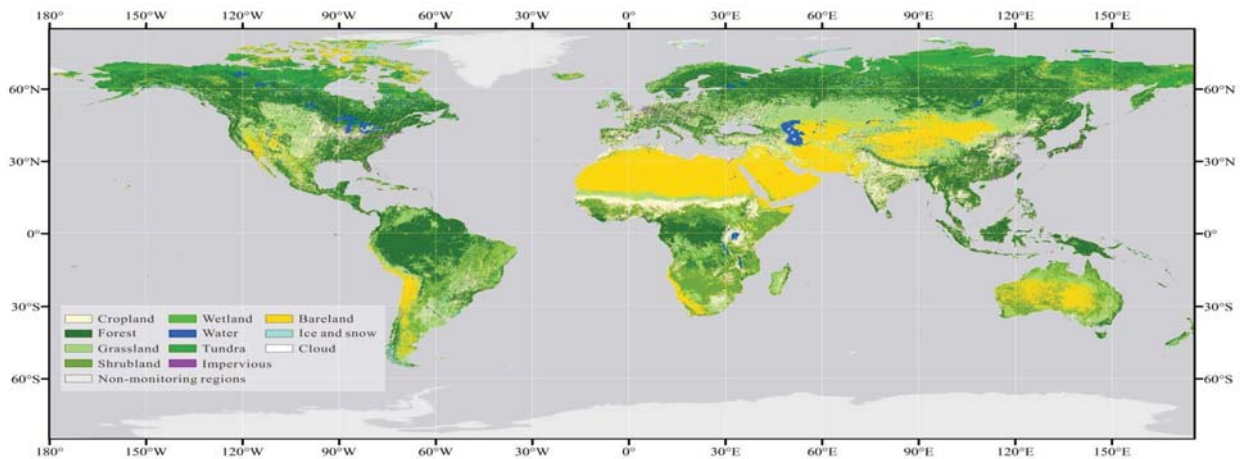 180° 150°W 120°W 90°W 60°W 30°W 0° 30°E 60°E 90°E 120°E 150°E
60°N 60°N
30°N 30°N
0° 0°
30°S 30°S
60°S 60°S
Cropland Wetland Bareland
Forest Water Ice and snow
Grassland Tundra Cloud
Shrubland Impervious
Non-monitoring regions
180° 150°W 120°W 90°W 60°W 30°W 0° 30°E 60°E 90°E 120°E 150°E